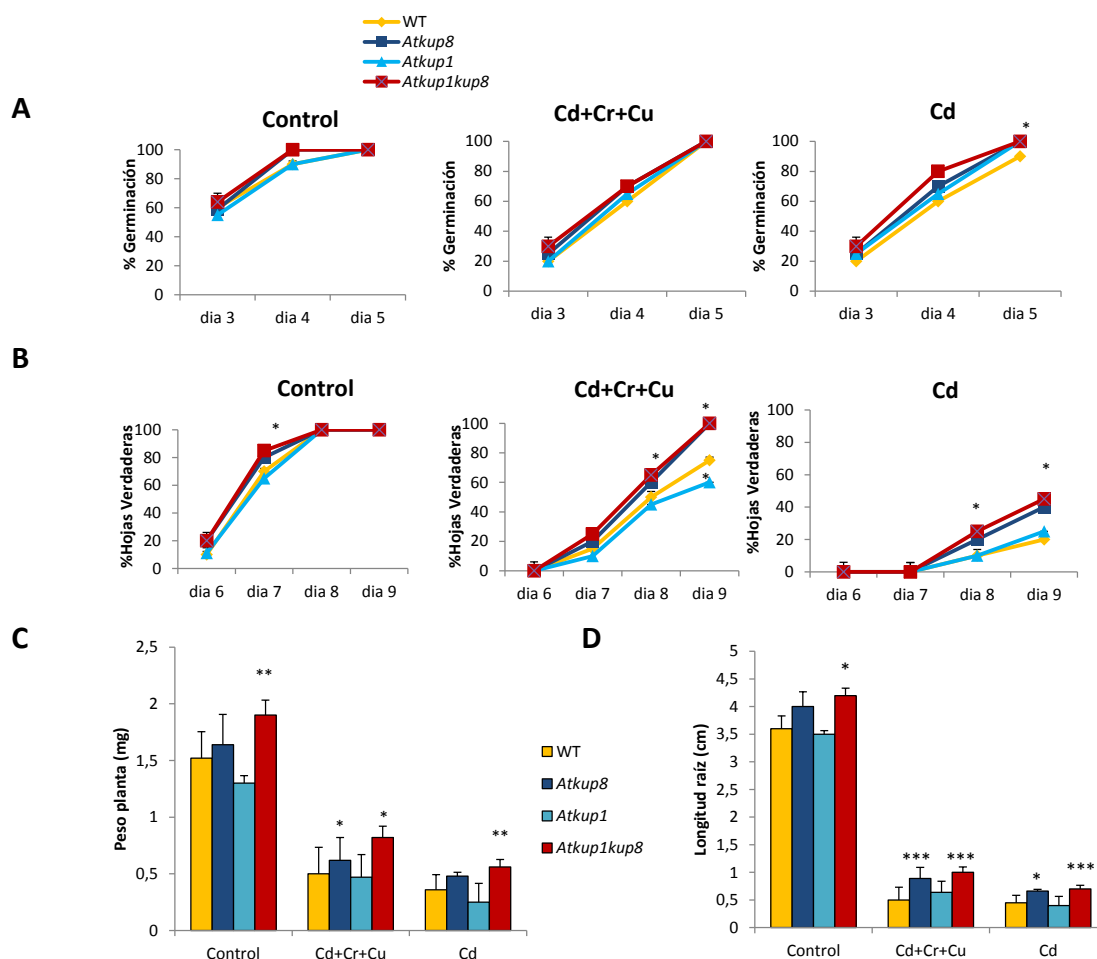 WT
Atkup8
Atkup1
Atkup1kup8
A
Control
% Germinación
100
80
60
40
20
0
dia 3 dia 4 dia 5
Cd+Cr+Cu
% Germinación
100
80
60
40
20
0
dia 3 dia 4 dia 5
Cd
% Germinación
100
80
60
40
20
0
*
dia 3 dia 4 dia 5
B
Control
%Hojas Verdaderas
100
80
60
40
20
0
*
dia 6 dia 7 dia 8 dia 9
Cd+Cr+Cu
%Hojas Verdaderas
100
80
60
40
20
0
*
*
*
dia 6 dia 7 dia 8 dia 9
Cd
%Hojas Verdaderas
100
80
60
40
20
0
*
*
dia 6 dia 7 dia 8 dia 9
C
Peso planta (mg)
2,5
2
1,5
1
0,5
0
**
* *
**
Control Cd+Cr+Cu Cd
WT
Atkup8
Atkup1
Atkup1kup8
D
Longitud raíz (cm)
5
4,5
4
3,5
3
2,5
2
1,5
1
0,5
0
*
*** ***
* ***
Control Cd+Cr+Cu Cd